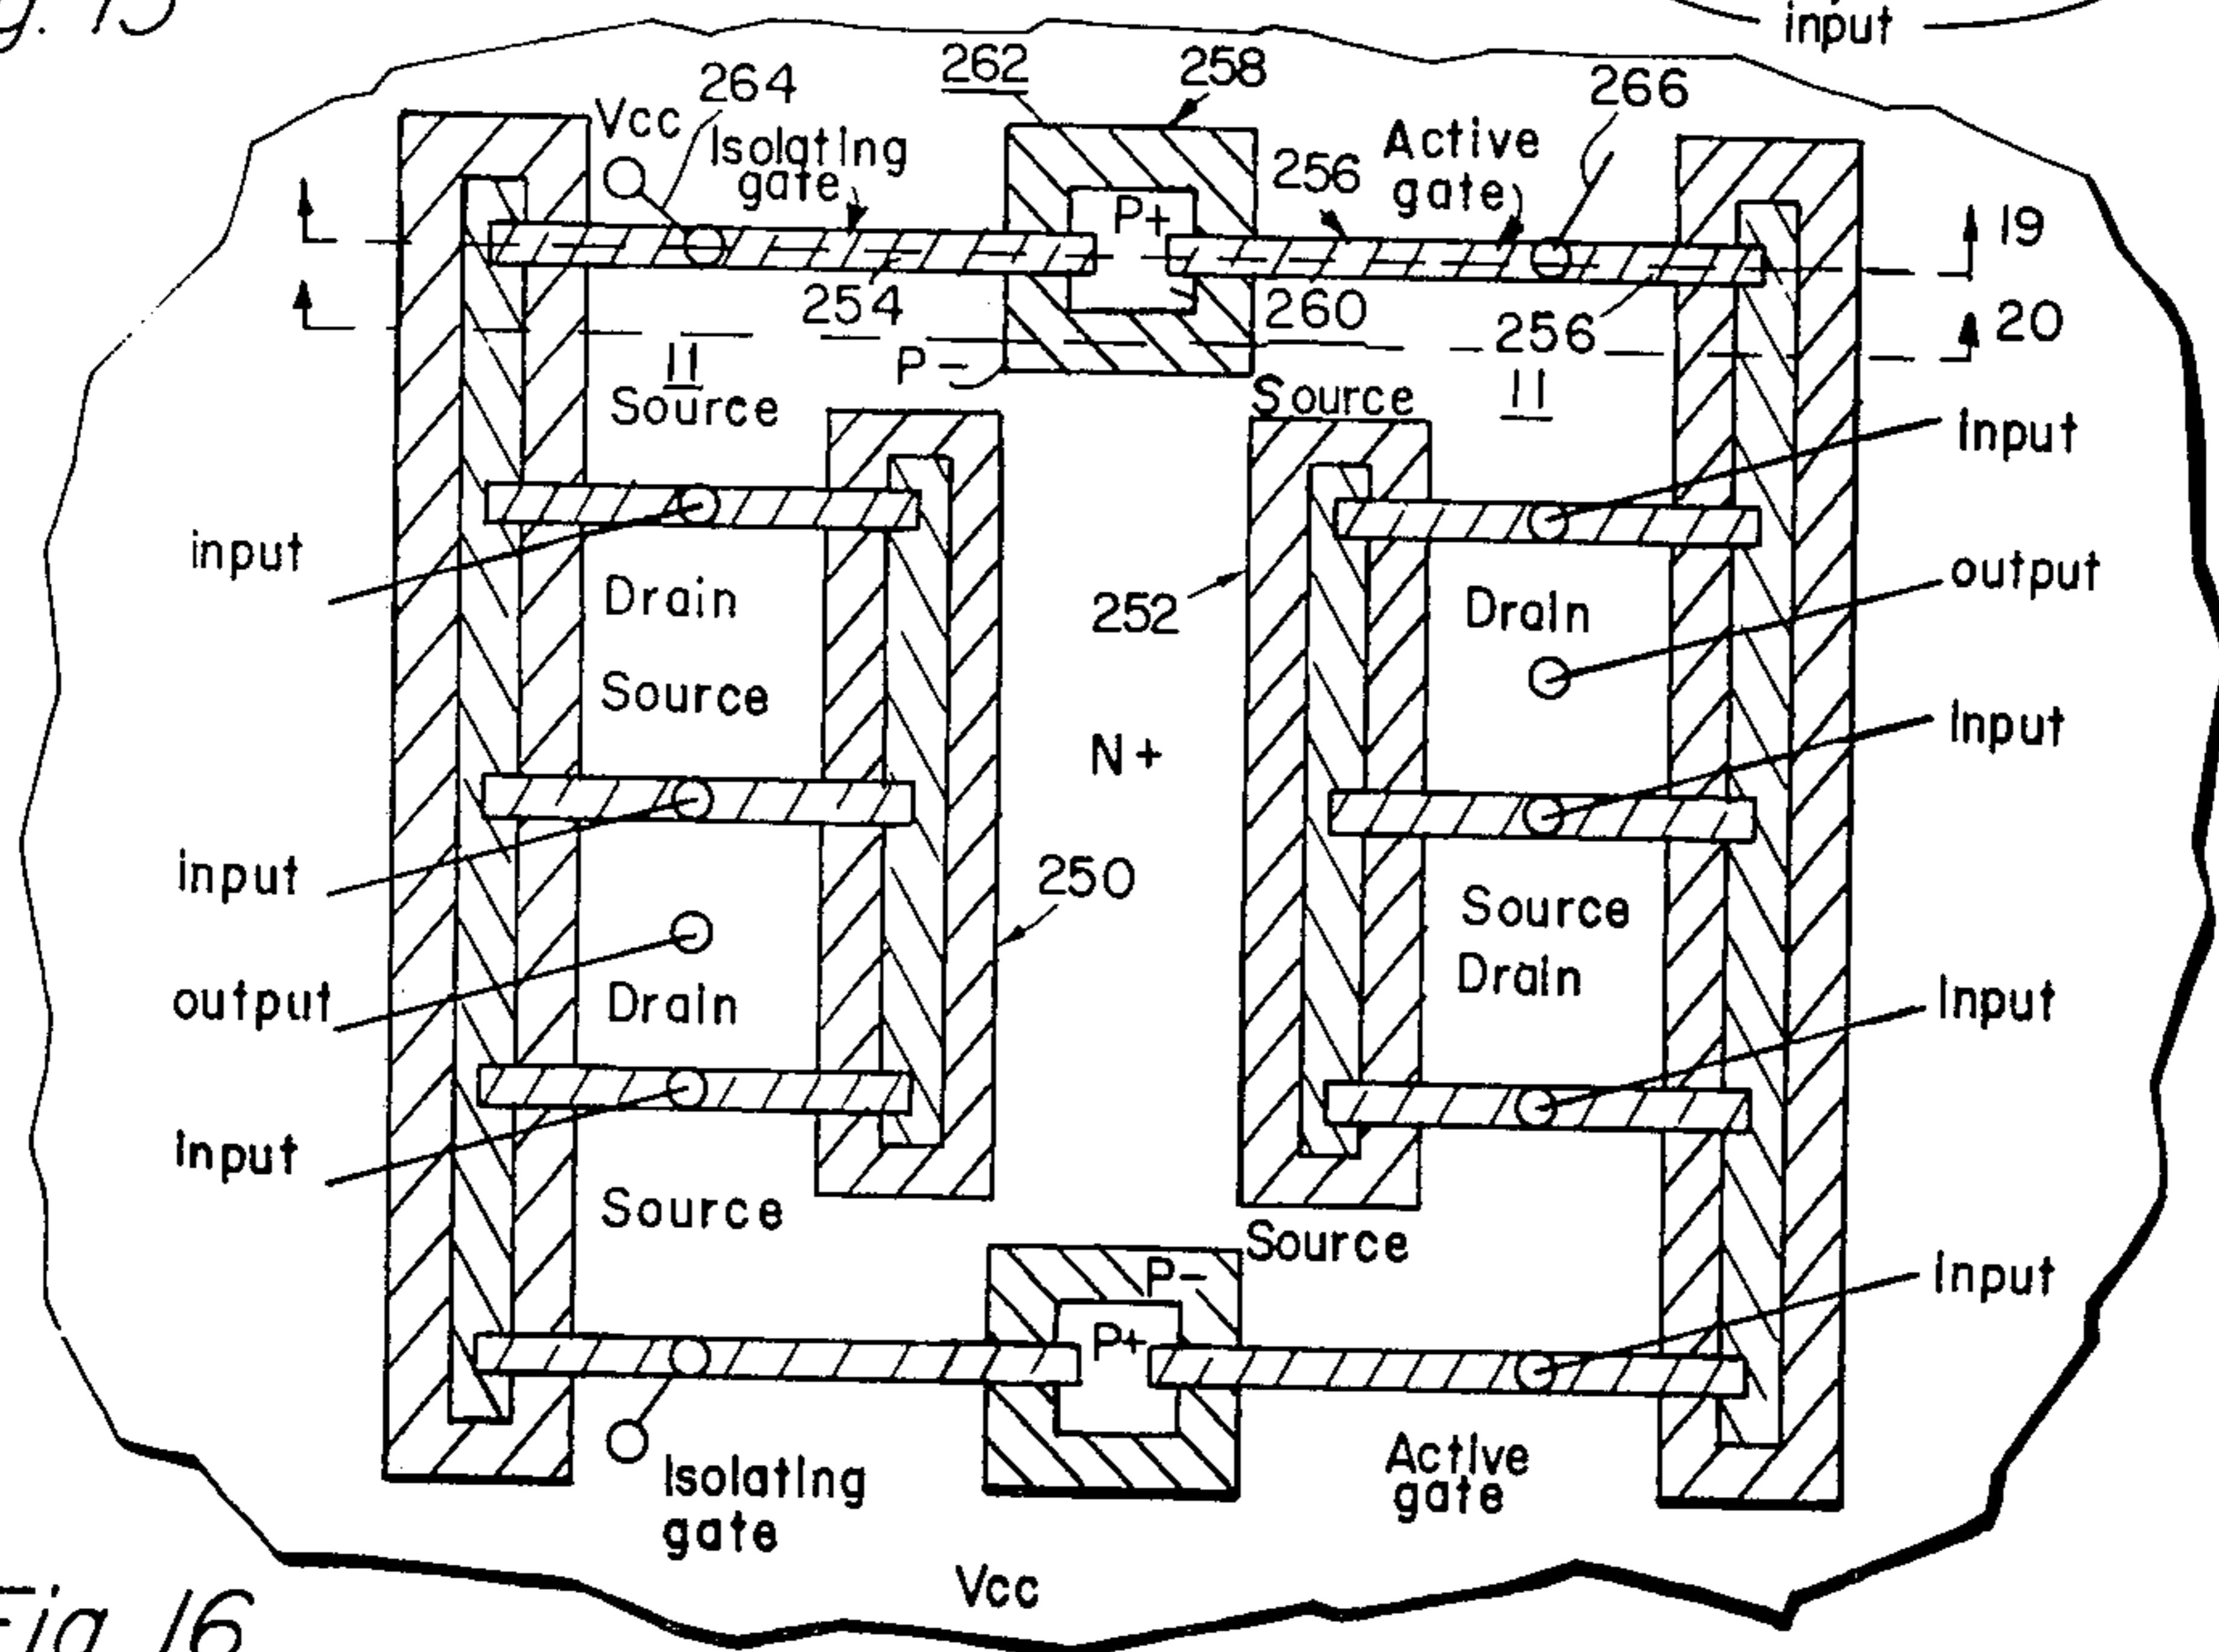 g. 15
input
262
258
264
266
Vcc
Isolating
gate
Active
gate
256
P+
19
254
260
256
20
P-
11
Source
Source
11
Input
input
Drain
252
Drain
output
Source
N+
Input
input
250
Source
Drain
output
Drain
Input
Input
Source
Source
P-
Input
P+
Isolating
gate
Active
gate
Vcc
Fig 16